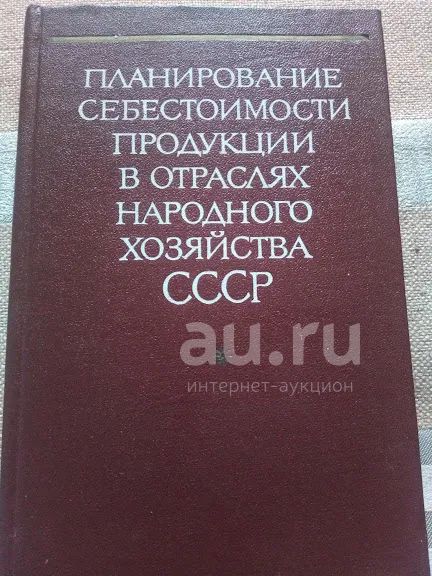 ПЛАНИРОВАНИЕ
СЕБЕСТОИМОСТИ
ПРОДУКЦИИ
В ОТРАСЛЯХ
НАРОДНОГО
ХОЗЯЙСТВА
СССР
au.ru
интернет-аукцион